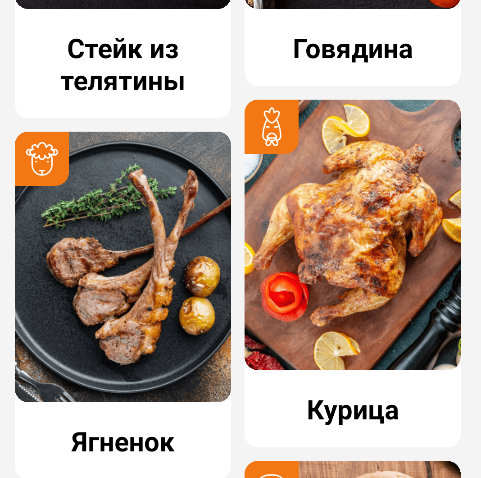 Стейк из
телятины
Говядина
Ягненок
Курица